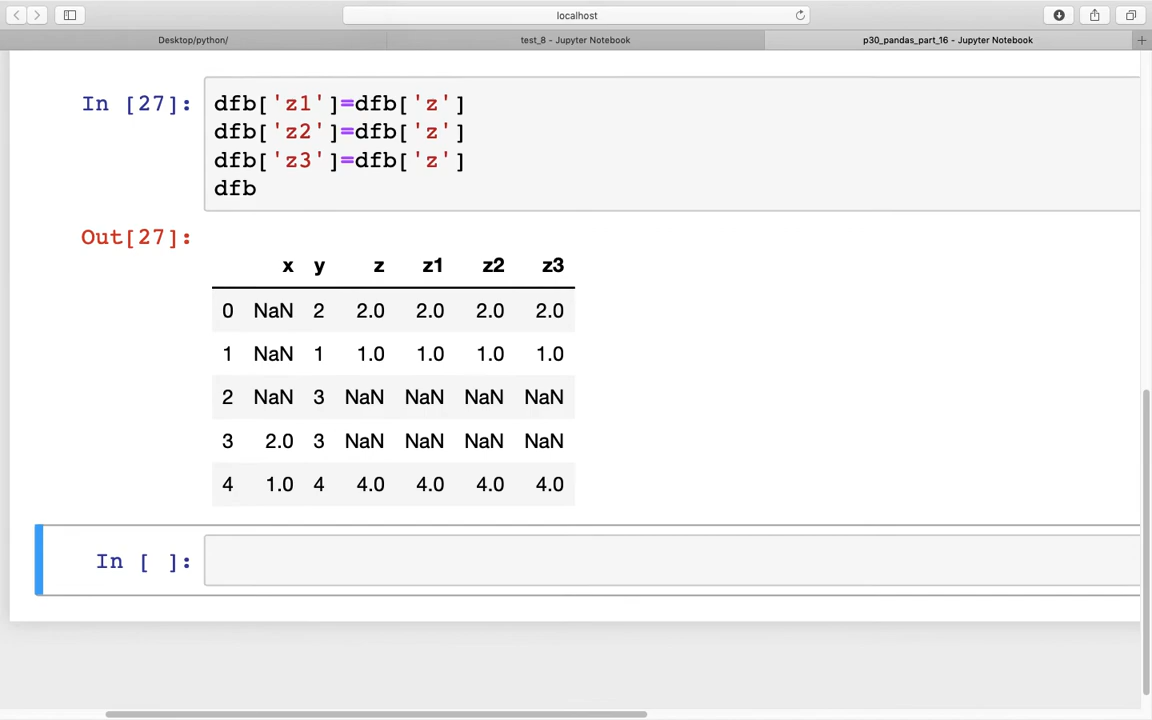 localhost
Desktop/python/ test_8 - Jupyter Notebook p30_pandas_part_16 - Jupyter Notebook +
In [27]: dfb['z1']=dfb['z']
dfb['z2']=dfb['z']
dfb['z3']=dfb['z']
dfb
Out[27]:
x y z z1 z2 z3
0 NaN 2 2.0 2.0 2.0 2.0
1 NaN 1 1.0 1.0 1.0 1.0
2 NaN 3 NaN NaN NaN NaN
3 2.0 3 NaN NaN NaN NaN
4 1.0 4 4.0 4.0 4.0 4.0
In [ ]: